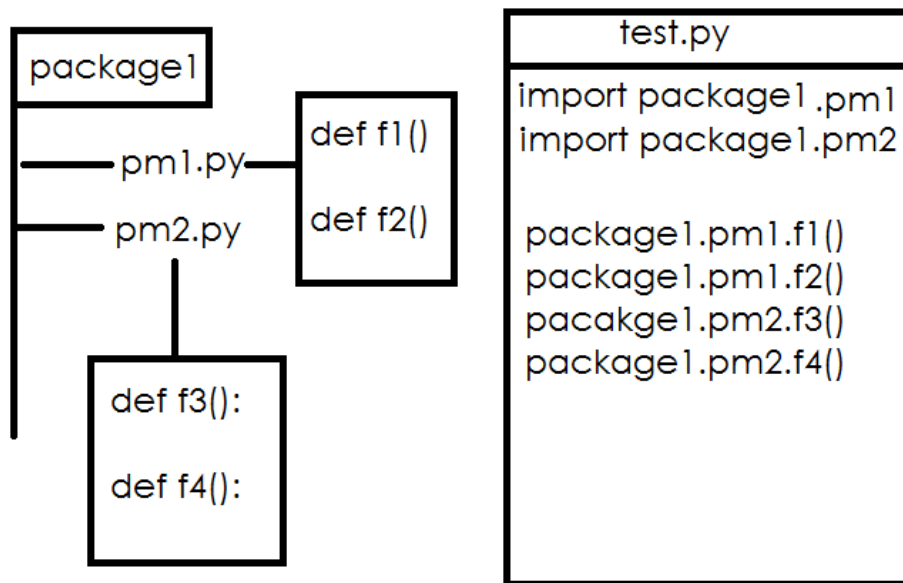 package1
pm1.py
def f1()
def f2()
pm2.py
def f3():
def f4():
test.py
import package1.pm1
import package1.pm2
package1.pm1.f1()
package1.pm1.f2()
pacakge1.pm2.f3()
package1.pm2.f4()